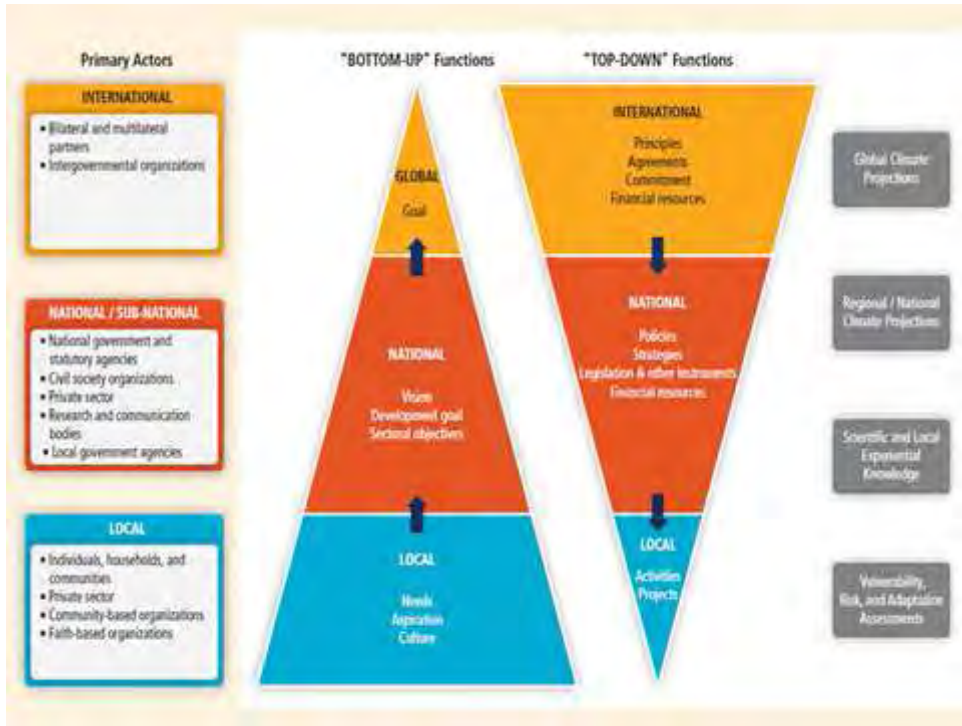 Primary Actors
"BOTTOM-UP" Functions
"TOP-DOWN" Functions
INTERNATIONAL
• Bilateral and multilateral
partners
• Intergovernmental organizations
NATIONAL / SUB-NATIONAL
• National government and
statutory agencies
• Civil society organizations
• Private sector
• Research and communication
bodies
• Local government agencies
LOCAL
• Individuals, households, and
communities
• Private sector
• Community-based organizations
• Faith-based organizations
GLOBAL
Goal
NATIONAL
Vision
Development goal
Sectoral objectives
LOCAL
Needs
Aspiration
Culture
INTERNATIONAL
Principles
Agreements
Commitment
Financial resources
NATIONAL
Policies
Strategies
Legislation & other instruments
Financial resources
LOCAL
Activities
Projects
Global Climate
Projections
Regional / National
Climate Projections
Scientific and Local
Exponential
Knowledge
Vulnerability,
Risk, and Adaptation
Assessments